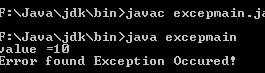 F:\Java\jdk\bin>javac excepmain.ja
F:\Java\jdk\bin>java excepmain
value =10
Error found Exception Occured!